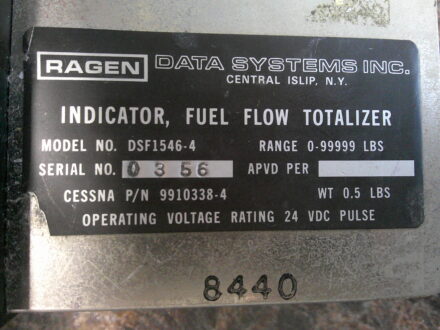 RAGEN DATA SYSTEMS INC.
CENTRAL ISLIP, N.Y.
INDICATOR, FUEL FLOW TOTALIZER
MODEL NO. DSF1546-4 RANGE 0-99999 LBS
SERIAL NO. 0356 APVD PER
CESSNA P/N 9910338-4 WT 0.5 LBS
OPERATING VOLTAGE RATING 24 VDC PULSE
8440